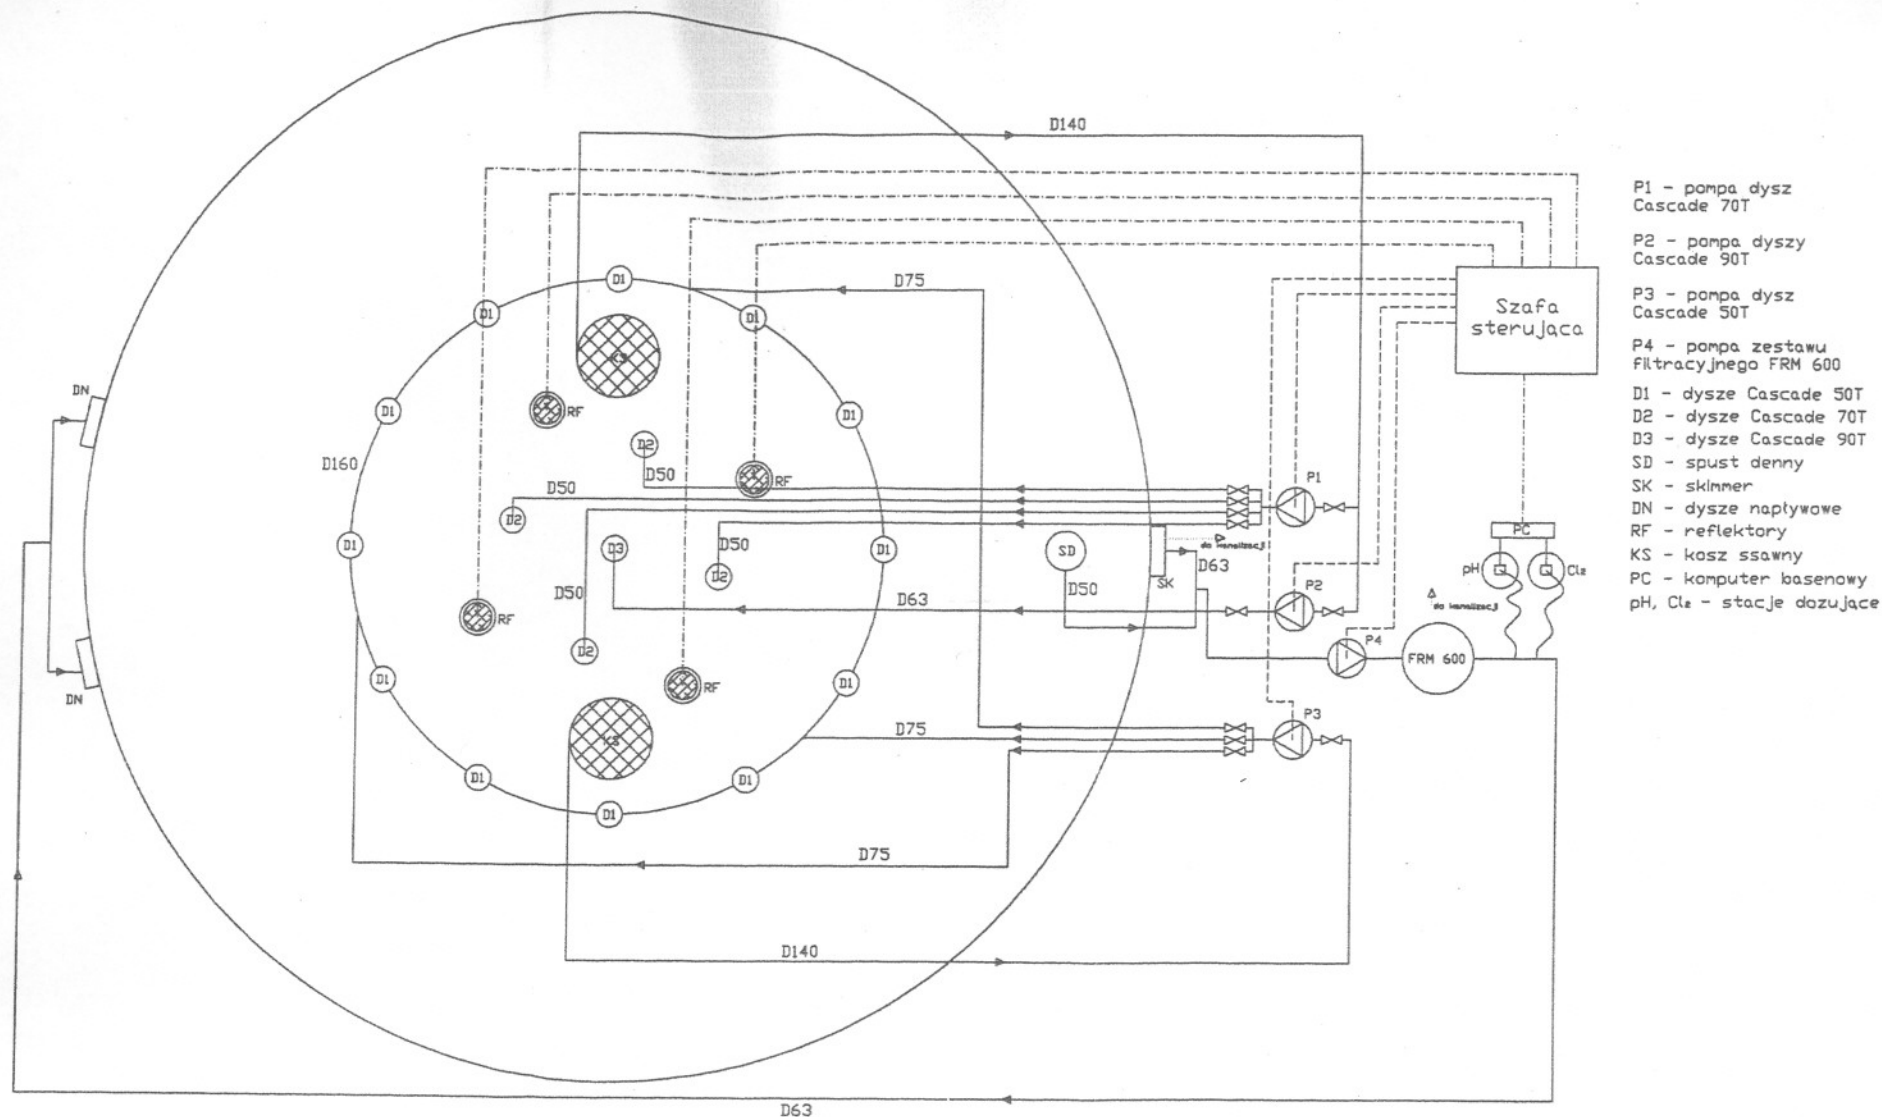 D140
P1 - pompa dysz
Cascade 70T
P2 - pompa dyszy
Cascade 90T
P3 - pompa dysz
Cascade 50T
P4 - pompa zestawu
filtracyjnego FRM 600
D1 - dysze Cascade 50T
D2 - dysze Cascade 70T
D3 - dysze Cascade 90T
SD - spust denny
SK - skimmer
DN - dysze napływowe
RF - reflektory
KS - kosz ssawny
PC - komputer basenowy
pH, Cl₂ - stacje dozujące
Szafa
sterująca
D75
D1
D1
D1
KS
DN
RF
D1
D1
D2
D160
D50
RF
D50
P1
D2
D1
D3
D50
D2
D1
SD
do kanalizacji
SK
D63
D50
PC
pH
Cl₂
do kanalizacji
D50
D63
P2
RF
D2
P4
FRM 600
DN
D1
RF
D1
P3
KS
D75
D1
D1
D1
D75
D140
D63